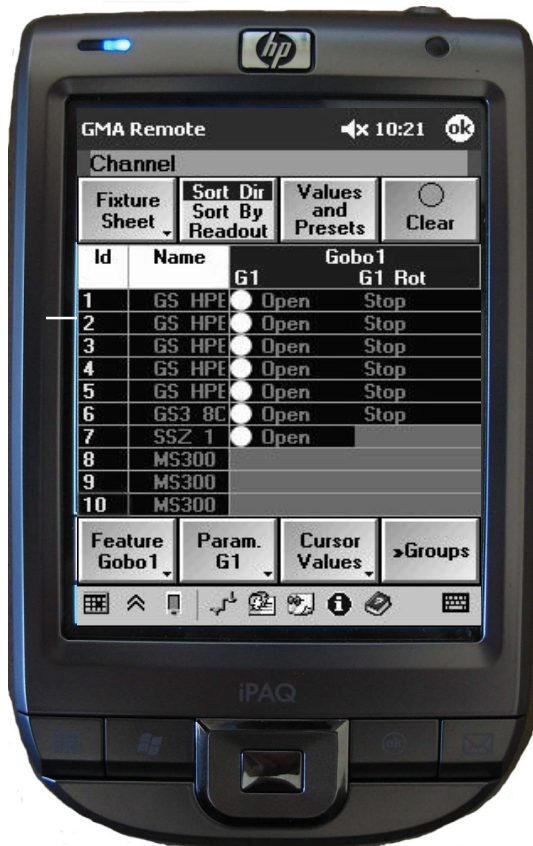 hp
GMA Remote 10:21 ok
Channel
Fixture Sheet
Sort Dir
Sort By
Readout
Values and Presets
Clear
Id Name Gobo1
G1 G1 Rot
1 GS HPE Open Stop
2 GS HPE Open Stop
3 GS HPE Open Stop
4 GS HPE Open Stop
5 GS HPE Open Stop
6 GS3 8C Open Stop
7 SSZ 1 Open
8 MS300
9 MS300
10 MS300
Feature Gobo1
Param. G1
Cursor Values
»Groups
iPAQ
ok